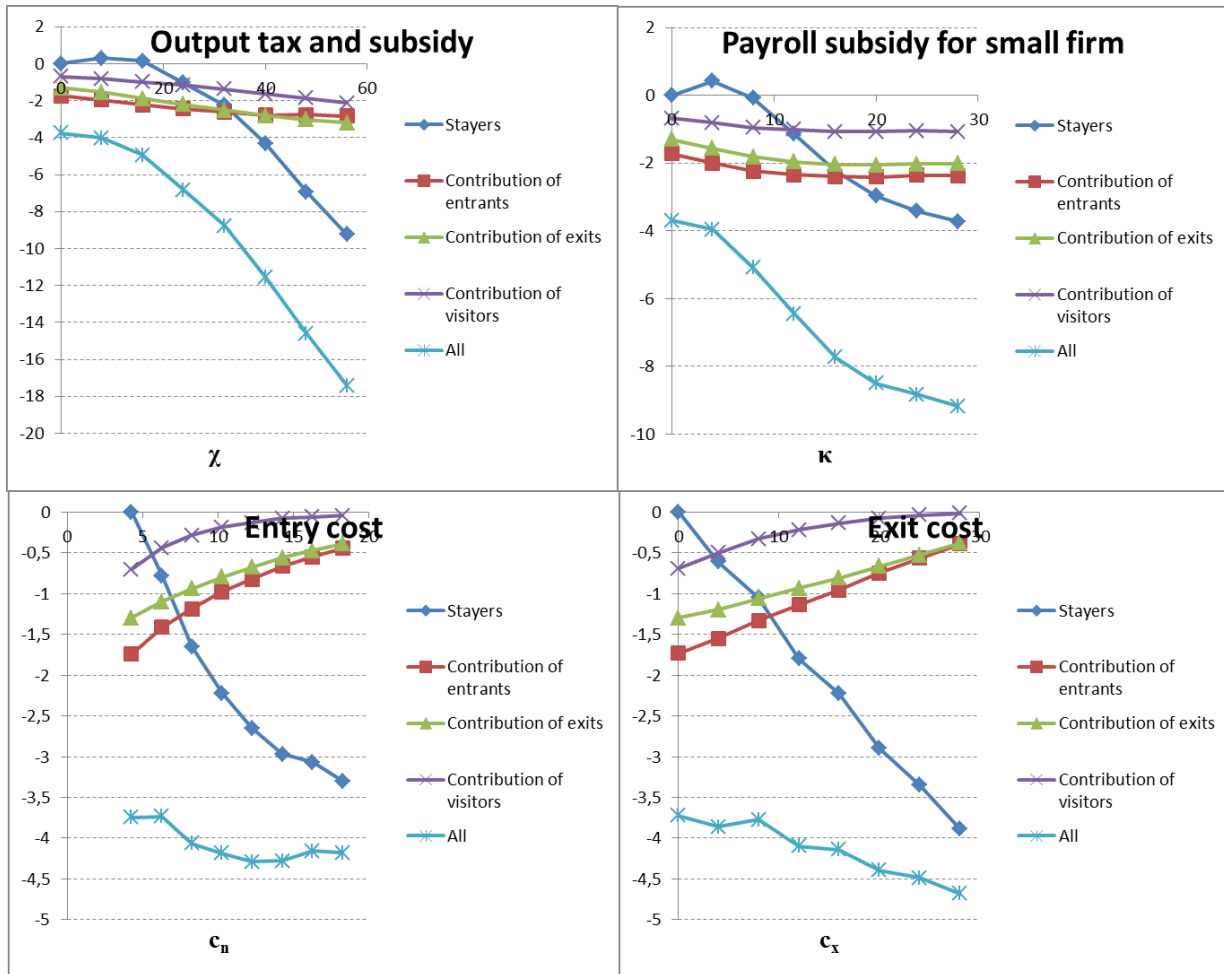 Output tax and subsidy
2
0
-2
-4
-6
-8
-10
-12
-14
-16
-18
-20
0
20
40
60
Stayers
Contribution of
entrants
Contribution of exits
Contribution of
visitors
All
χ
Payroll subsidy for small firm
2
0
-2
-4
-6
-8
-10
0
10
20
30
Stayers
Contribution of
entrants
Contribution of exits
Contribution of
visitors
All
κ
Entry cost
0
-0,5
-1
-1,5
-2
-2,5
-3
-3,5
-4
-4,5
-5
0
5
10
15
20
Stayers
Contribution of
entrants
Contribution of exits
Contribution of
visitors
All
cn
Exit cost
0
-0,5
-1
-1,5
-2
-2,5
-3
-3,5
-4
-4,5
-5
0
10
20
30
Stayers
Contribution of
entrants
Contribution of exits
Contribution of
visitors
All
cx